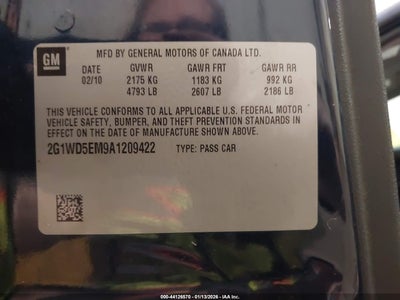 GM
MFD BY GENERAL MOTORS OF CANADA LTD.
DATE GVWR GAWR FRT GAWR RR
02/10 2175 KG 1183 KG 992 KG
4793 LB 2607 LB 2186 LB
THIS VEHICLE CONFORMS TO ALL APPLICABLE U.S. FEDERAL MOTOR
VEHICLE SAFETY, BUMPER, AND THEFT PREVENTION STANDARDS IN
EFFECT ON THE DATE OF MANUFACTURE SHOWN ABOVE.
2G1WD5EM9A1209422 TYPE: PASS CAR
000-44126570 - 01/13/2026 - IAA, LLC - COPYRIGHT